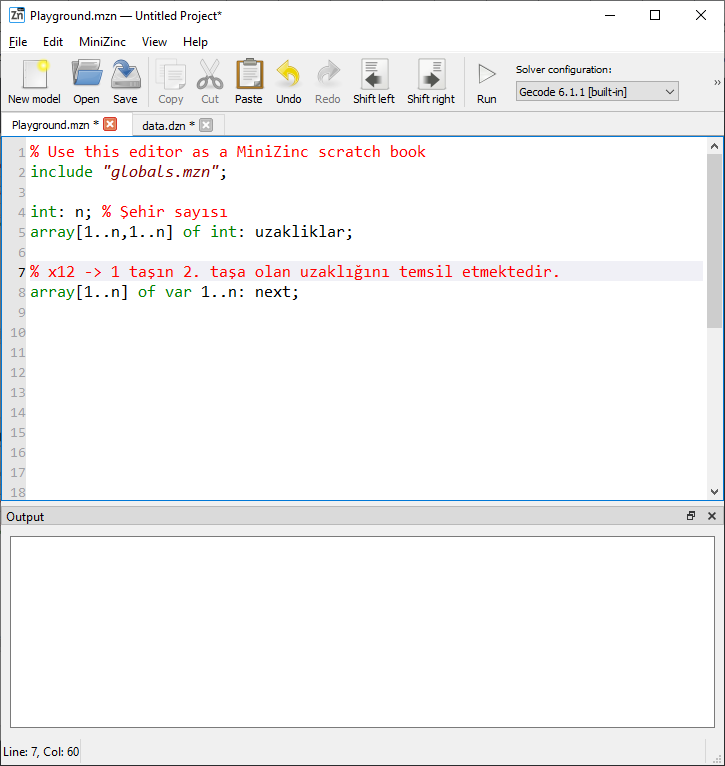 Playground.mzn — Untitled Project*
File Edit MiniZinc View Help
New model Open Save Copy Cut Paste Undo Redo Shift left Shift right Run
Solver configuration:
Gecode 6.1.1 [built-in]
Playground.mzn * data.dzn *
1 % Use this editor as a MiniZinc scratch book
2 include "globals.mzn";
3
4 int: n; % Şehir sayısı
5 array[1..n,1..n] of int: uzakliklar;
6
7 % x12 -> 1 taşın 2. taşa olan uzaklığını temsil etmektedir.
8 array[1..n] of var 1..n: next;
9
10
11
12
13
14
15
16
17
18
Output
Line: 7, Col: 60